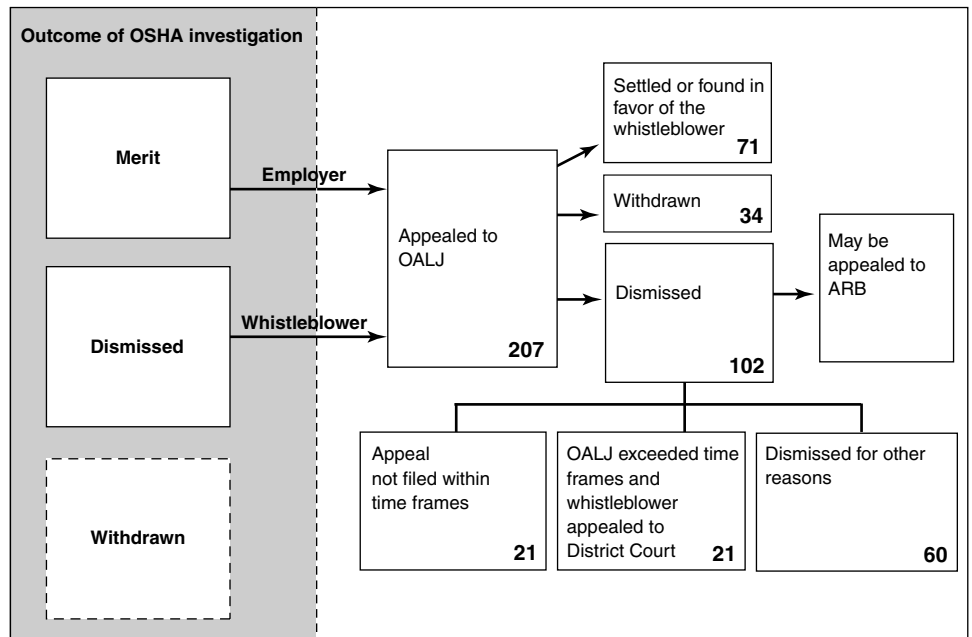 Outcome of OSHA investigation
Merit
Employer
Dismissed
Whistleblower
Withdrawn
Appealed to
OALJ
207
Settled or found in
favor of the
whistleblower
71
Withdrawn
34
Dismissed
102
May be
appealed to
ARB
Appeal
not filed within
time frames
21
OALJ exceeded time
frames and
whistleblower
appealed to
District Court
21
Dismissed for other
reasons
60